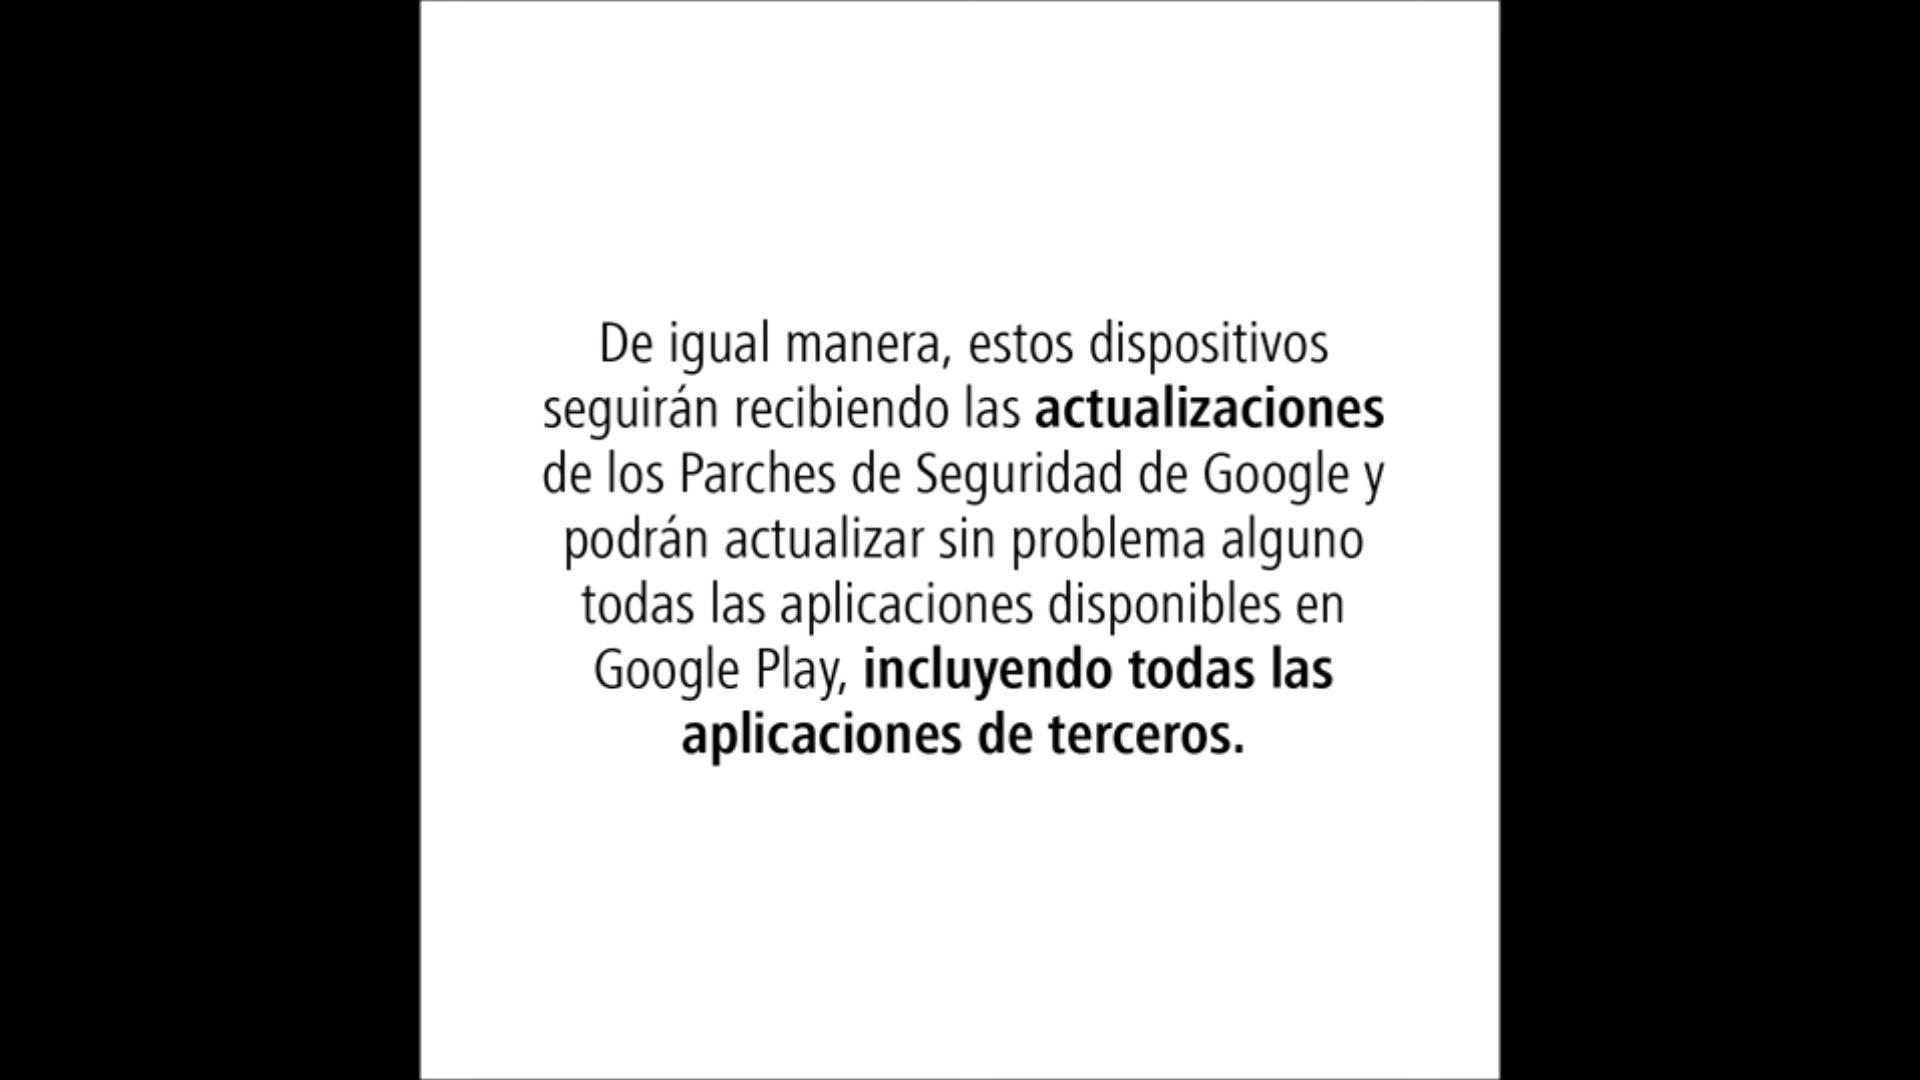 De igual manera, estos dispositivos
seguirán recibiendo las actualizaciones
de los Parches de Seguridad de Google y
podrán actualizar sin problema alguno
todas las aplicaciones disponibles en
Google Play, incluyendo todas las
aplicaciones de terceros.